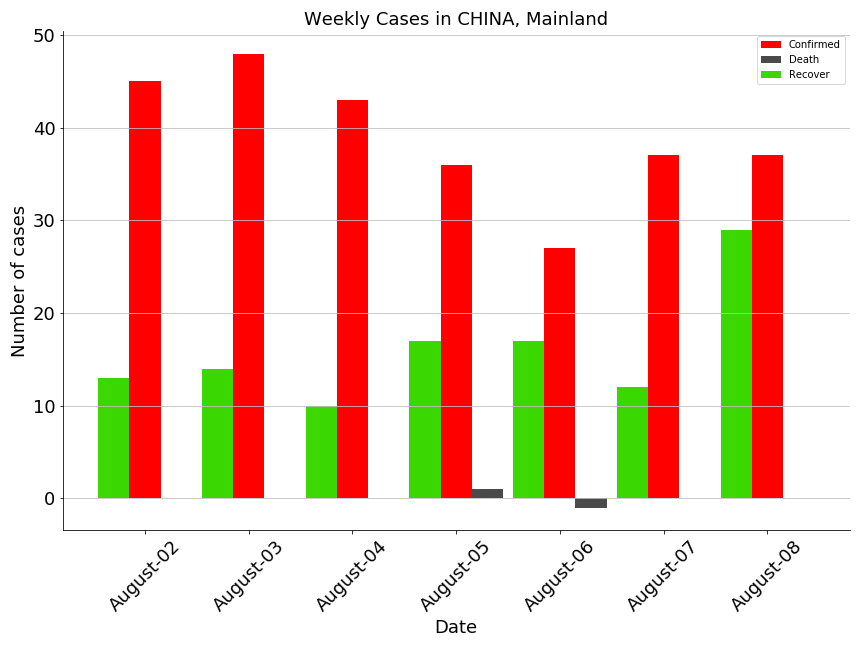 Weekly Cases in CHINA, Mainland
Confirmed
Death
Recover
Number of cases
50
40
30
20
10
0
August-02
August-03
August-04
August-05
August-06
August-07
August-08
Date